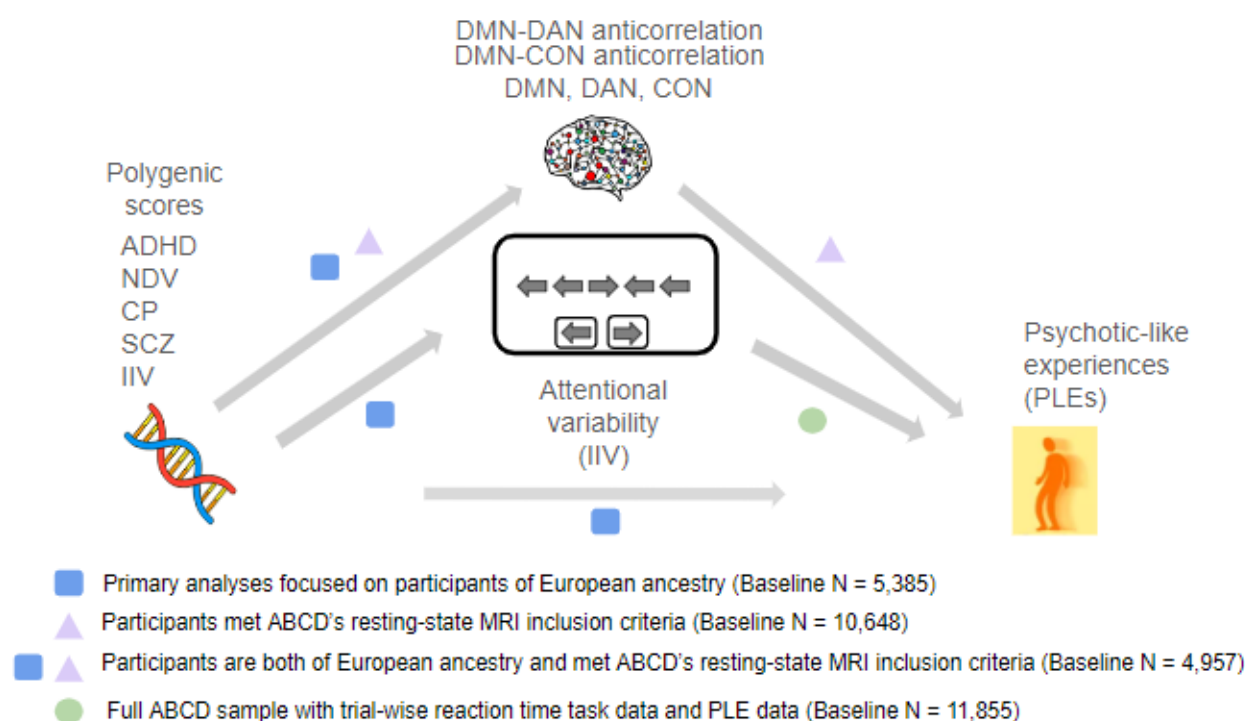 DMN-DAN anticorrelation
DMN-CON anticorrelation
DMN, DAN, CON
Polygenic
scores
ADHD
NDV
CP
SCZ
IIV
Attentional
variability
(IIV)
Psychotic-like
experiences
(PLEs)
Primary analyses focused on participants of European ancestry (Baseline N = 5,385)
Participants met ABCD's resting-state MRI inclusion criteria (Baseline N = 10,648)
Participants are both of European ancestry and met ABCD's resting-state MRI inclusion criteria (Baseline N = 4,957)
Full ABCD sample with trial-wise reaction time task data and PLE data (Baseline N = 11,855)